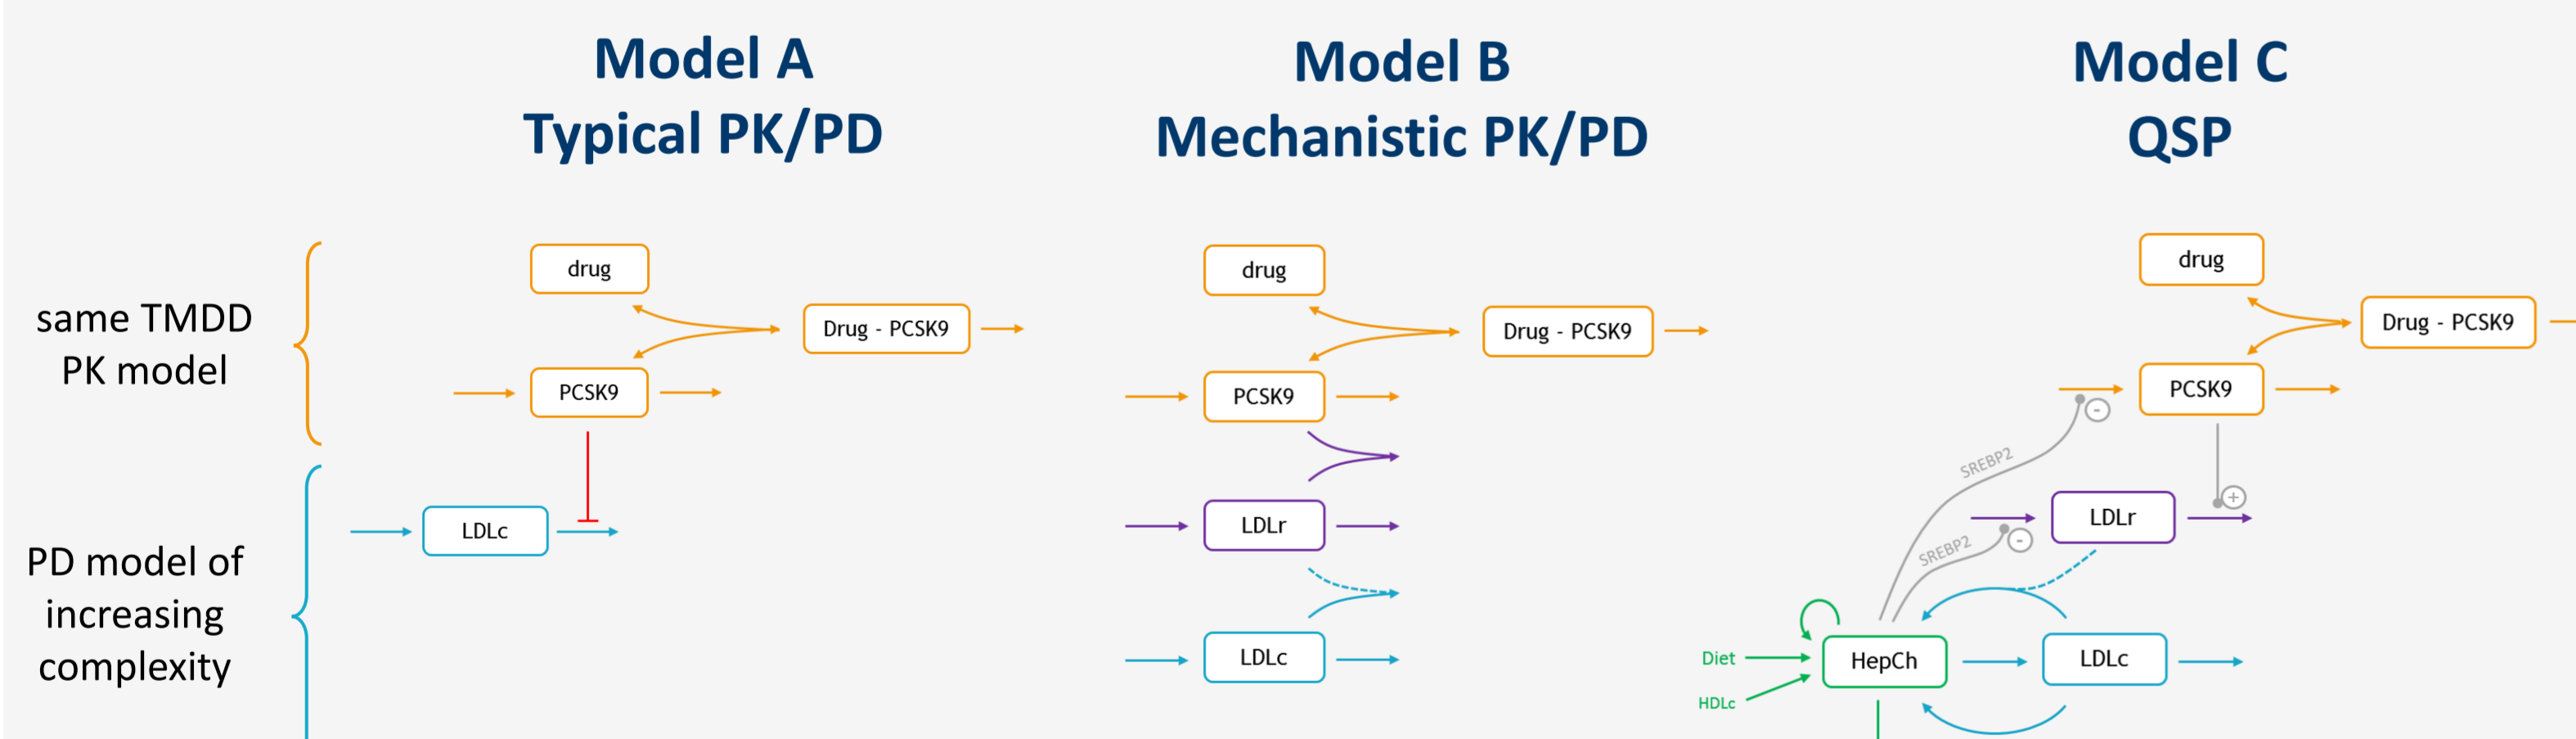 Model A
Typical PK/PD
Model B
Mechanistic PK/PD
Model C
QSP
same TMDD
PK model
PD model of
increasing
complexity
drug
Drug - PCSK9
PCSK9
LDLc
drug
Drug - PCSK9
PCSK9
LDLr
LDLc
drug
Drug - PCSK9
PCSK9
-
SREBP2
+
LDLr
SREBP2
-
Diet
HepCh
LDLc
HDLc